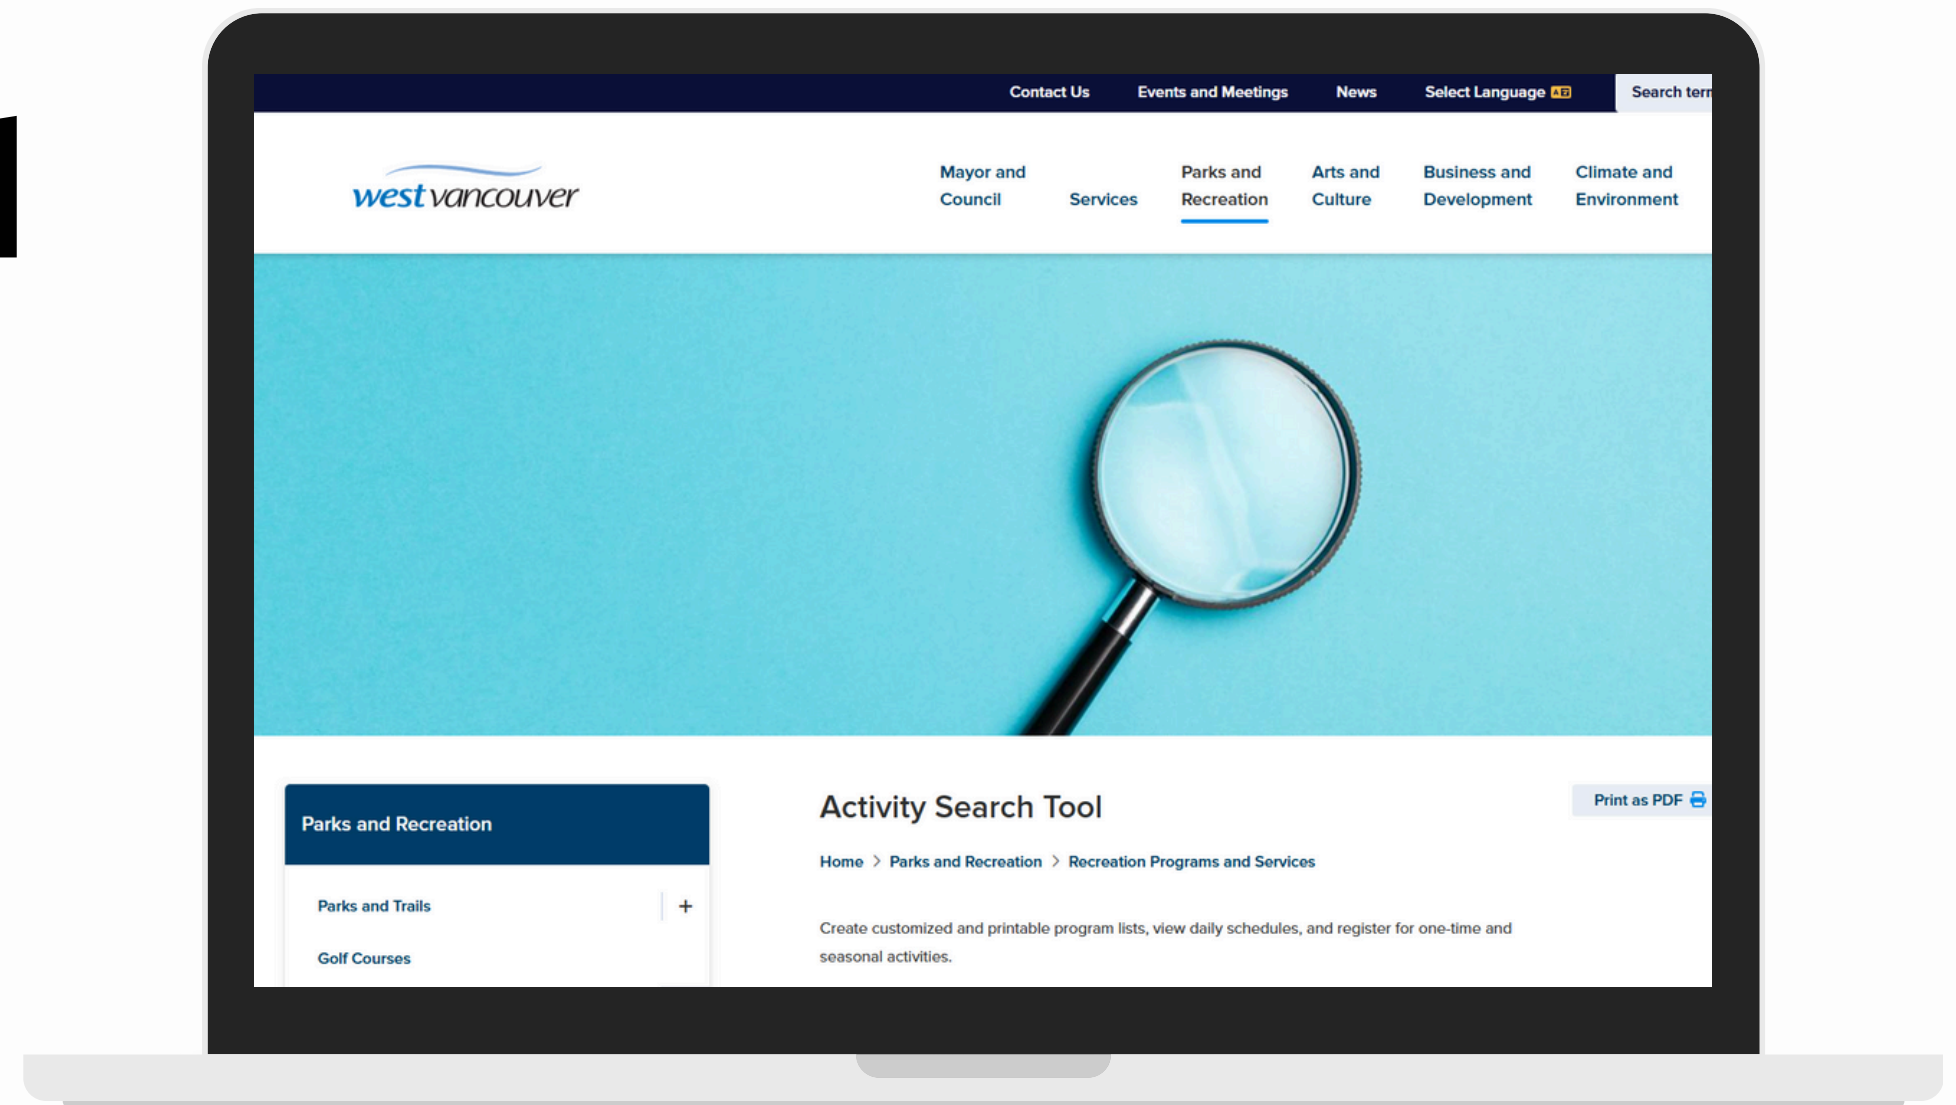 Contact Us Events and Meetings News Select Language Search
westvancouver
Mayor and Council
Services
Parks and Recreation
Arts and Culture
Business and Development
Climate and Environment
Parks and Recreation
Parks and Trails +
Golf Courses
Activity Search Tool
Print as PDF
Home > Parks and Recreation > Recreation Programs and Services
Create customized and printable program lists, view daily schedules, and register for one-time and
seasonal activities.